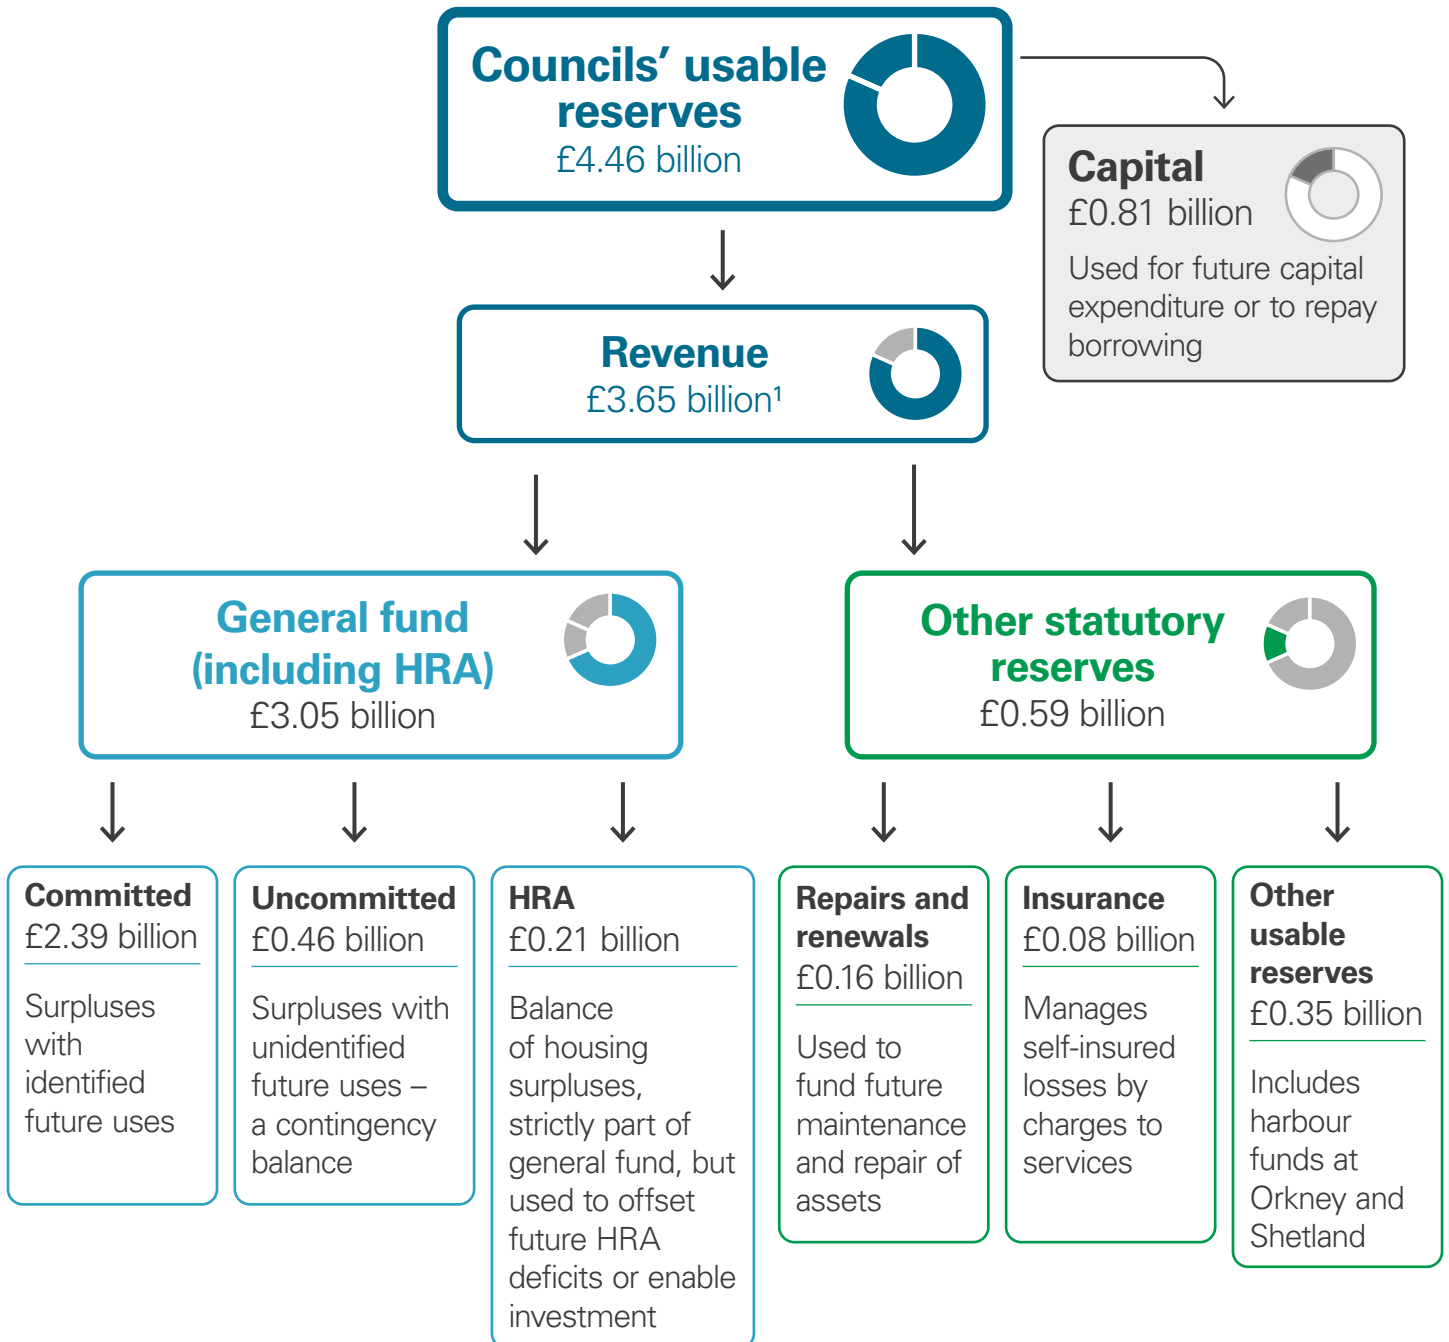 Councils’ usable
reserves
£4.46 billion
Capital
£0.81 billion
Used for future capital
expenditure or to repay
borrowing
Revenue
£3.65 billion¹
General fund
(including HRA)
£3.05 billion
Other statutory
reserves
£0.59 billion
Committed
£2.39 billion
Surpluses
with
identified
future uses
Uncommitted
£0.46 billion
Surpluses with
unidentified
future uses –
a contingency
balance
HRA
£0.21 billion
Balance
of housing
surpluses,
strictly part of
general fund, but
used to offset
future HRA
deficits or enable
investment
Repairs and
renewals
£0.16 billion
Used to
fund future
maintenance
and repair of
assets
Insurance
£0.08 billion
Manages
self-insured
losses by
charges to
services
Other
usable
reserves
£0.35 billion
Includes
harbour
funds at
Orkney and
Shetland